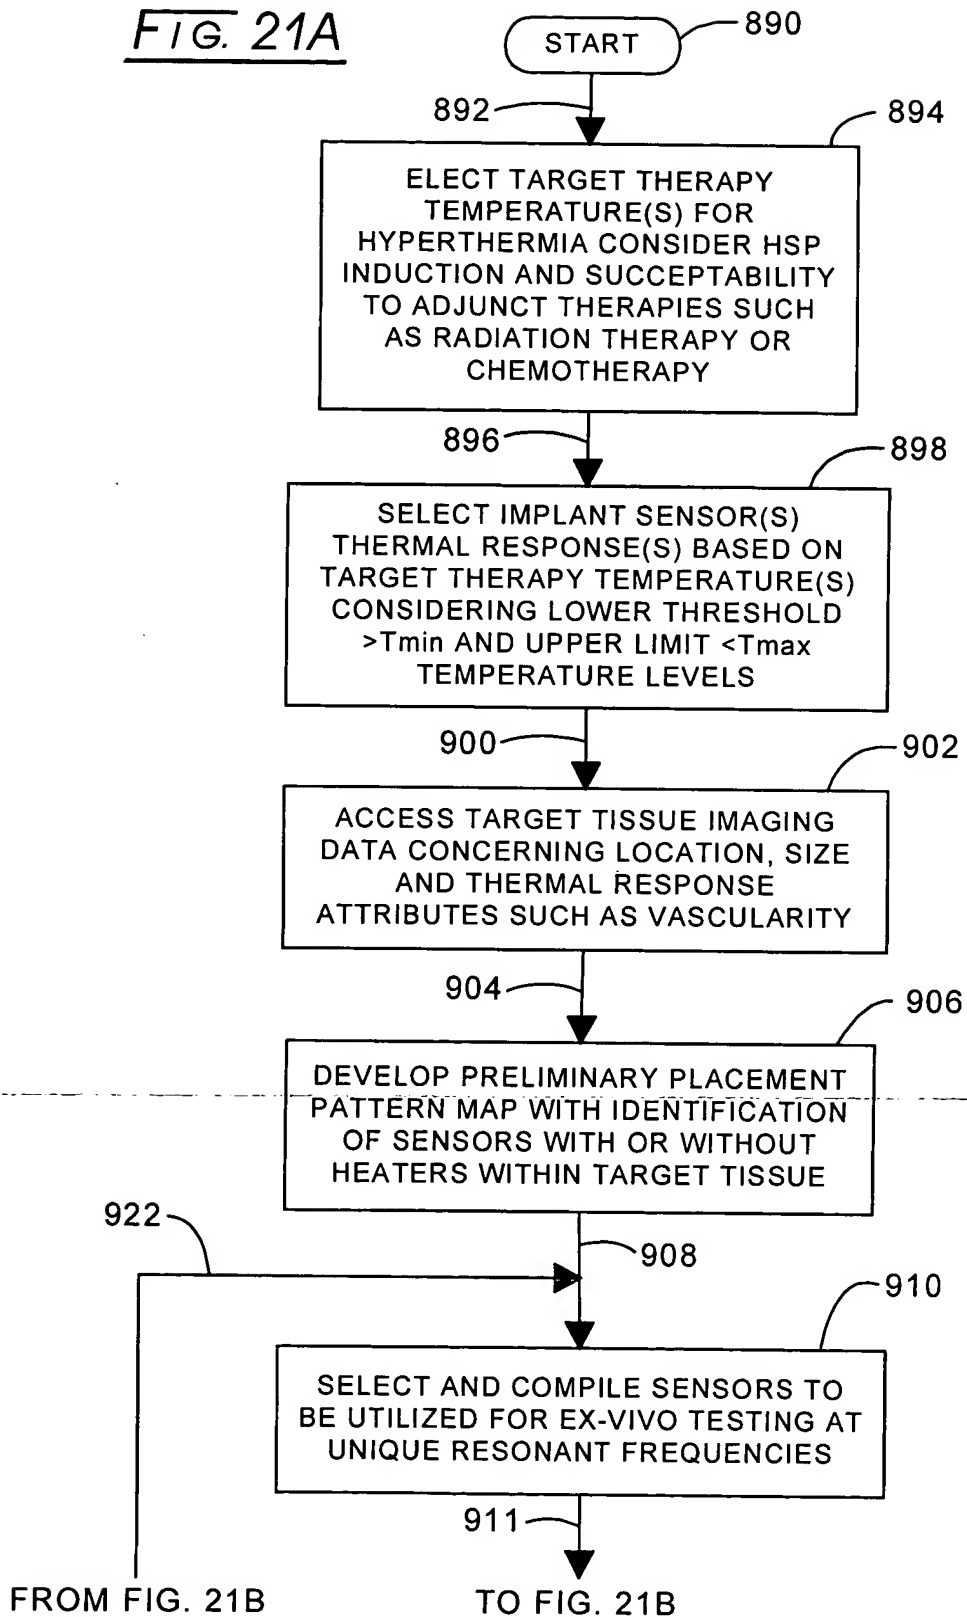 FIG. 21A
START
890
892
894
ELECT TARGET THERAPY
TEMPERATURE(S) FOR
HYPERTHERMIA CONSIDER HSP
INDUCTION AND SUCCEPTABILITY
TO ADJUNCT THERAPIES SUCH
AS RADIATION THERAPY OR
CHEMOTHERAPY
896
898
SELECT IMPLANT SENSOR(S)
THERMAL RESPONSE(S) BASED ON
TARGET THERAPY TEMPERATURE(S)
CONSIDERING LOWER THRESHOLD
>Tmin AND UPPER LIMIT <Tmax
TEMPERATURE LEVELS
900
902
ACCESS TARGET TISSUE IMAGING
DATA CONCERNING LOCATION, SIZE
AND THERMAL RESPONSE
ATTRIBUTES SUCH AS VASCULARITY
904
906
DEVELOP PRELIMINARY PLACEMENT
PATTERN MAP WITH IDENTIFICATION
OF SENSORS WITH OR WITHOUT
HEATERS WITHIN TARGET TISSUE
922
908
910
SELECT AND COMPILE SENSORS TO
BE UTILIZED FOR EX-VIVO TESTING AT
UNIQUE RESONANT FREQUENCIES
911
FROM FIG. 21B
TO FIG. 21B